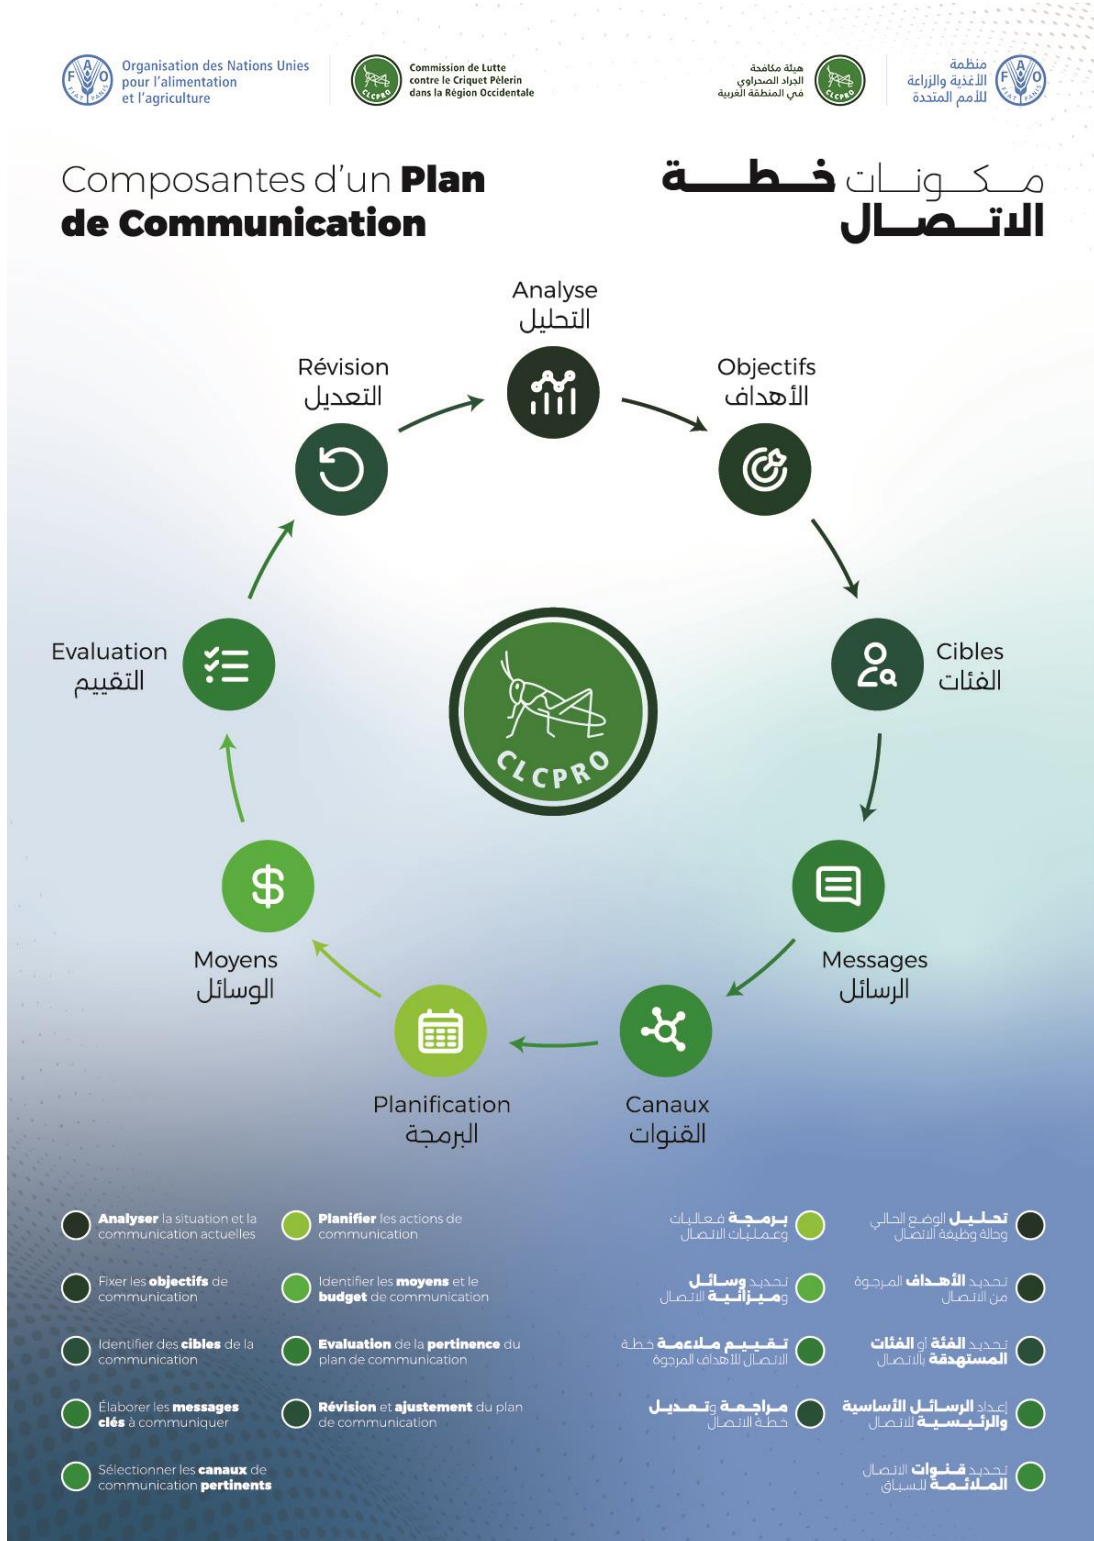 Organisation des Nations Unies
pour l'alimentation
et l'agriculture
Commission de Lutte
contre le Criquet Pèlerin
dans la Région Occidentale
هيئة مكافحة
الجراد الصحراوي
في المنطقة الغربية
منظمة
الأغذية والزراعة
للأمم المتحدة
Composantes d'un Plan
de Communication
مكونات خطة
الاتصال
Analyse
التحليل
Objectifs
الأهداف
Cibles
الفئات
Messages
الرسائل
Canaux
القنوات
Planification
البرمجة
Moyens
الوسائل
Evaluation
التقييم
Révision
التعديل
CLCPRO
Analyser la situation et la
communication actuelles
Fixer les objectifs de
communication
Identifier des cibles de la
communication
Élaborer les messages
clés à communiquer
Sélectionner les canaux de
communication pertinents
Planifier les actions de
communication
Identifier les moyens et le
budget de communication
Evaluation de la pertinence du
plan de communication
Révision et ajustement du plan
de communication
تحليل الوضع الحالي
وحالة وظيفة الاتصال
تحديد الأهداف المرجوة
من الاتصال
تحديد الفئة أو الفئات
المستهدقة بالاتصال
إعداد الرسائل الأساسية
والرئيسية للاتصال
تحديد قنوات الاتصال
الملائمة للسياق
برمجة فعاليات
وعمليات الاتصال
تحديد وسائل
وميزانية الاتصال
تقييم ملاءمة خطة
الاتصال للأهداف المرجوة
مراجعة وتعديل
خطة الاتصال